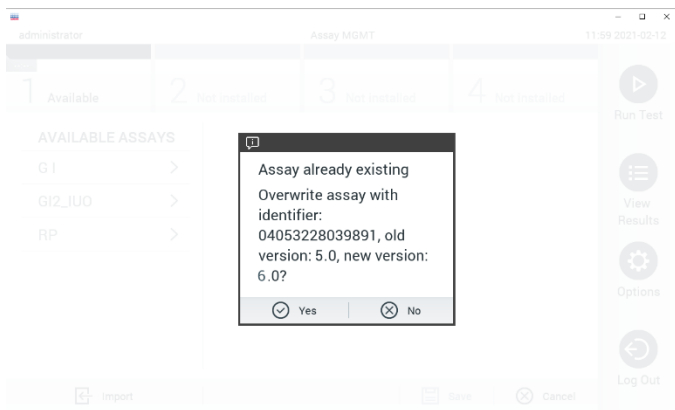 administrator
Assay MGMT
11:59 2021-02-12
1 Available
2 Not Installed
3 Not Installed
4 Not Installed
Run Test
AVAILABLE ASSAYS
G I
GI2_IUO
RP
Assay already existing
Overwrite assay with
identifier:
04053228039891, old
version: 5.0, new version:
6.0?
Yes
No
View
Results
Options
Log Out
Import
Save
Cancel